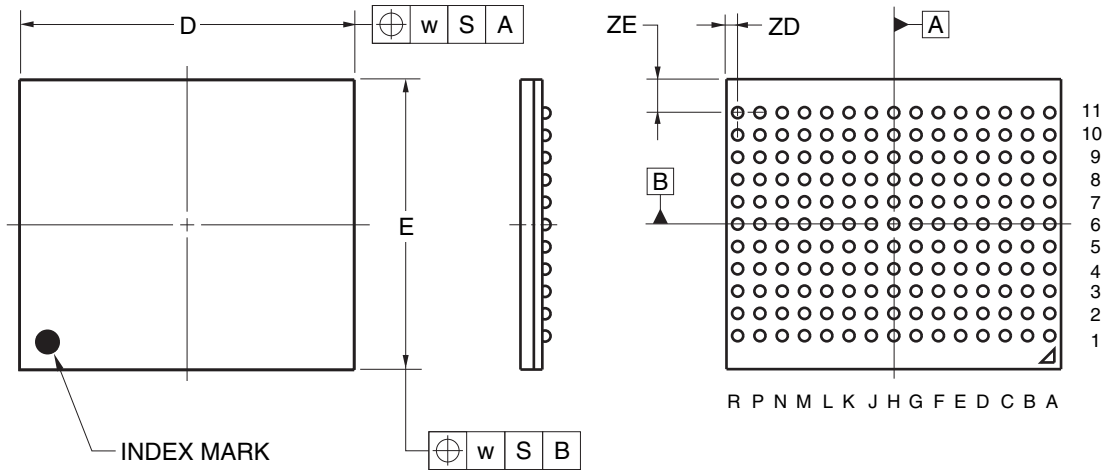 D
⌖ w S A
ZE
ZD
A
B
E
11
10
9
8
7
6
5
4
3
2
1
R P N M L K J H G F E D C B A
INDEX MARK
⌖ w S B